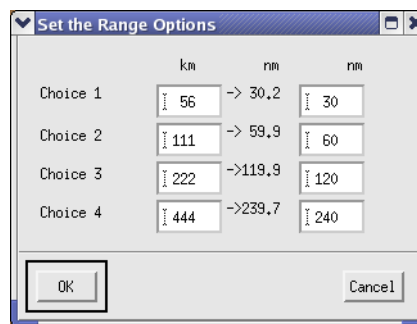 Set the Range Options
km nm nm
Choice 1 56 -> 30.2 30
Choice 2 111 -> 59.9 60
Choice 3 222 ->119.9 120
Choice 4 444 ->239.7 240
OK Cancel